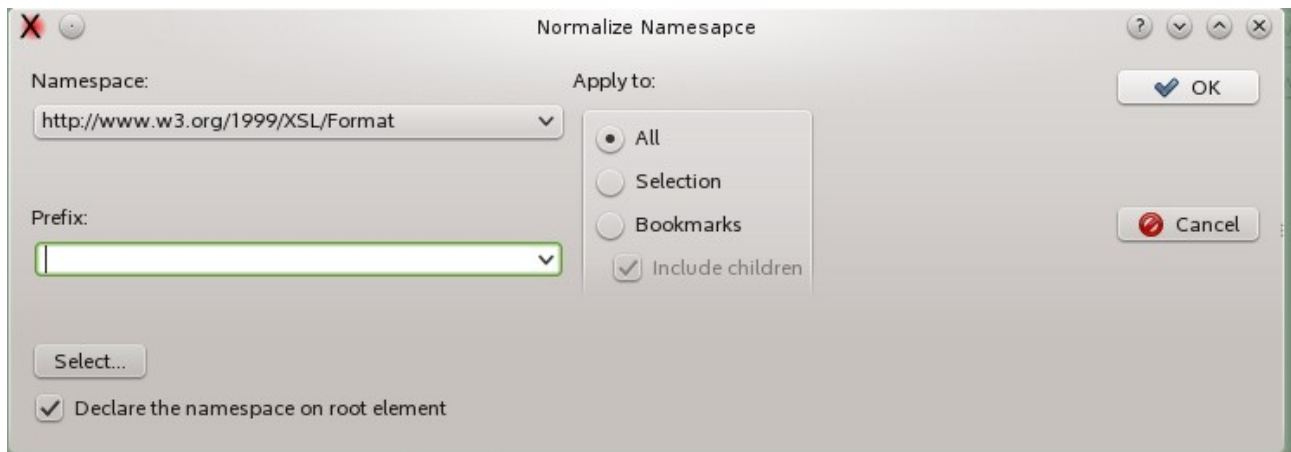 Normalize Namesapce
Namespace:
http://www.w3.org/1999/XSL/Format
Prefix:
Select...
Declare the namespace on root element
Apply to:
All
Selection
Bookmarks
Include children
OK
Cancel